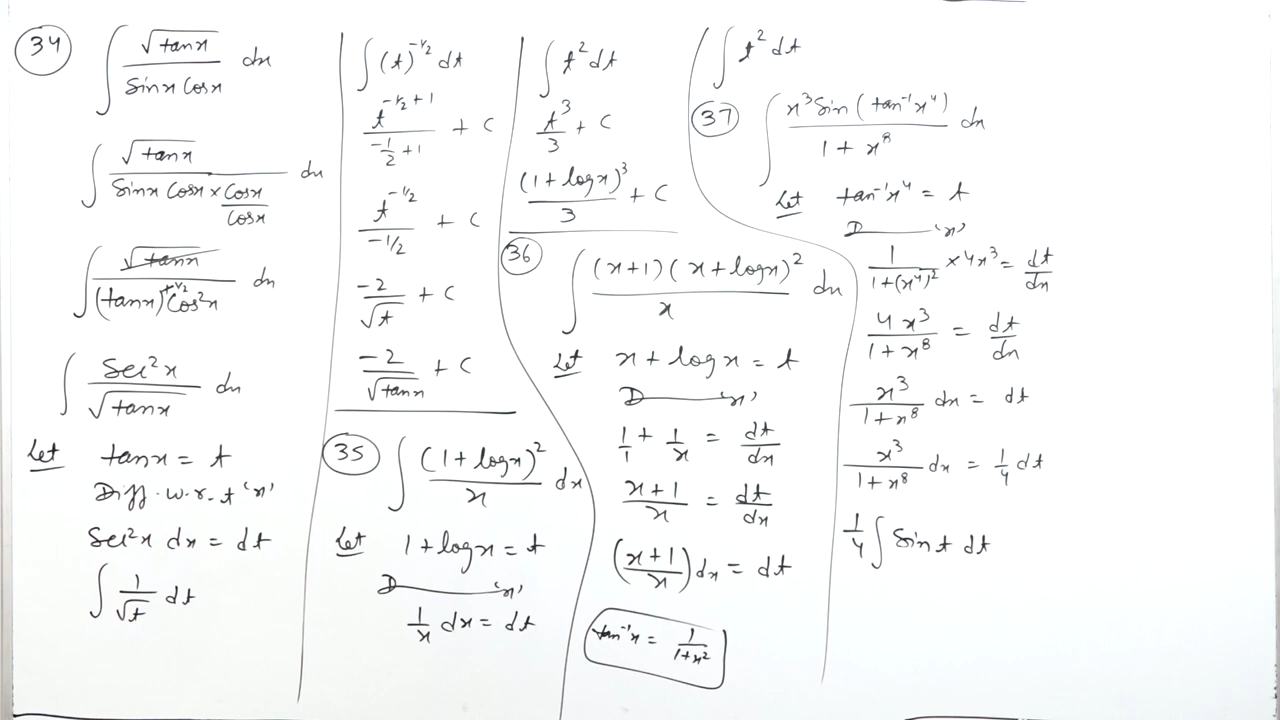 (34) ∫ √tanx / Sinx Cosx dx
∫ √tanx / Sinx Cosx × Cosx/Cosx dx
∫ √tanx / (tanx)^+1/2 Cos²x dx
∫ Sec²x / √tanx dx
Let tanx = t
Diff. w.r.t 'x'
Sec²x dx = dt
∫ 1/√t dt
∫ (t)^-1/2 dt
t^-1/2+1 / -1/2+1 + C
t^-1/2 / -1/2 + C
-2/√t + C
-2/√tanx + C
(35) ∫ (1+logx)² / x dx
Let 1+logx = t
D 'x'
1/x dx = dt
∫ t² dt
t³/3 + C
(1+logx)³ / 3 + C
(36) ∫ (x+1)(x+logx)² / x dx
Let x+logx = t
D 'x'
1/1 + 1/x = dt/dx
x+1 / x = dt/dx
(x+1 / x) dx = dt
tan⁻¹x = 1/1+x²
∫ t² dt
(37) ∫ x³Sin(tan⁻¹x⁴) / 1+x⁸ dx
Let tan⁻¹x⁴ = t
D 'x'
1 / 1+(x⁴)² × 4x³ = dt/dx
4x³ / 1+x⁸ = dt/dx
x³ / 1+x⁸ dx = dt
x³ / 1+x⁸ dx = 1/4 dt
1/4 ∫ Sint dt